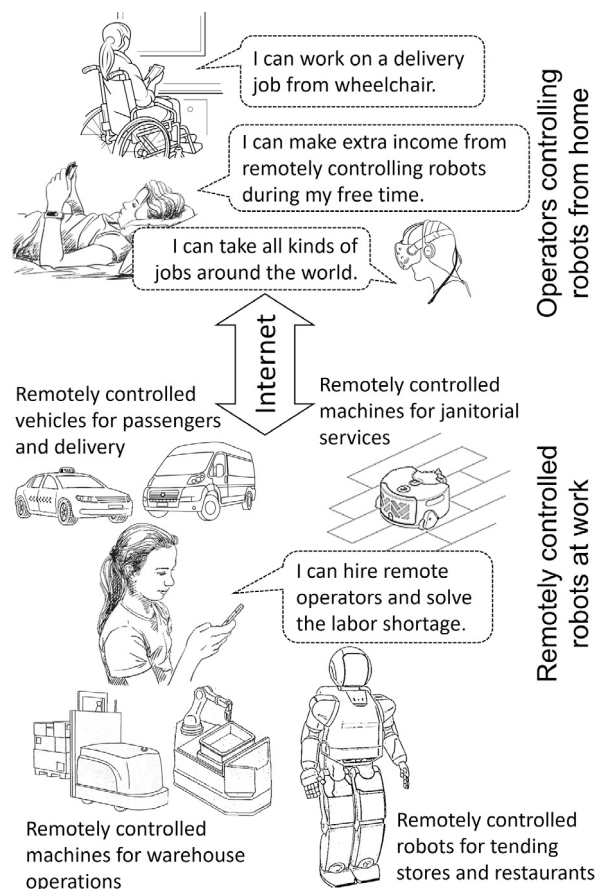 I can work on a delivery
job from wheelchair.
I can make extra income from
remotely controlling robots
during my free time.
I can take all kinds of
jobs around the world.
Operators controlling
robots from home
Internet
Remotely controlled
vehicles for passengers
and delivery
Remotely controlled
machines for janitorial
services
TAXI
I can hire remote
operators and solve
the labor shortage.
Remotely controlled
robots at work
Remotely controlled
machines for warehouse
operations
Remotely controlled
robots for tending
stores and restaurants